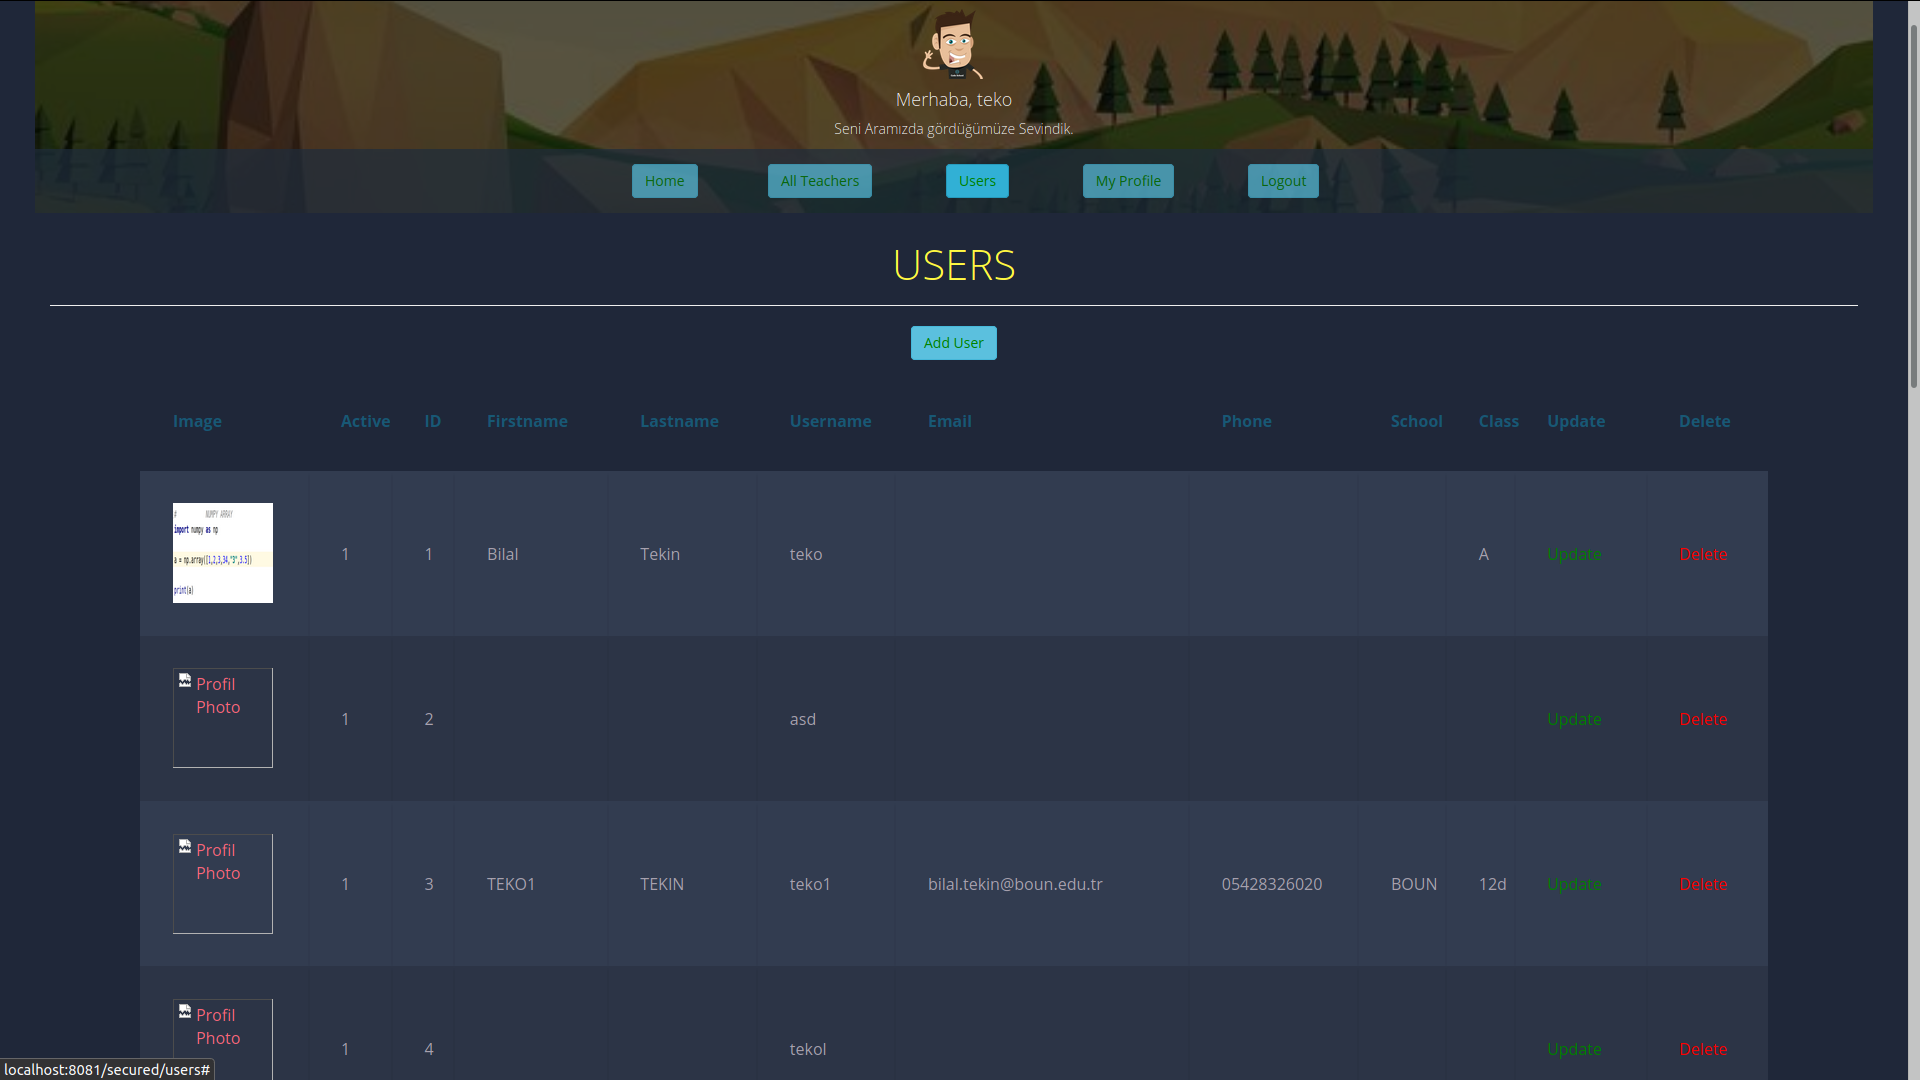 Merhaba, teko
Seni Aramızda gördüğümüze Sevindik.
Home All Teachers Users My Profile Logout
USERS
Add User
Image Active ID Firstname Lastname Username Email Phone School Class Update Delete
# NUMPY ARRAY
import numpy as np
a = np.array([1,2,3,34,"3",3.5])
print(a)
1 1 Bilal Tekin teko A Update Delete
Profil
Photo
1 2 asd Update Delete
Profil
Photo
1 3 TEKO1 TEKIN teko1 bilal.tekin@boun.edu.tr 05428326020 BOUN 12d Update Delete
Profil
Photo
1 4 tekol Update Delete
localhost:8081/secured/users#